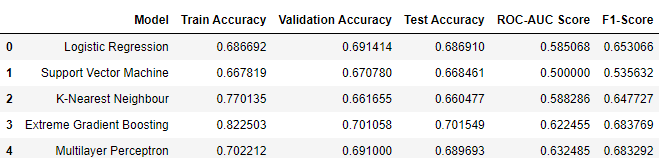 Model Train Accuracy Validation Accuracy Test Accuracy ROC-AUC Score F1-Score
0 Logistic Regression 0.686692 0.691414 0.686910 0.585068 0.653066
1 Support Vector Machine 0.667819 0.670780 0.668461 0.500000 0.535632
2 K-Nearest Neighbour 0.770135 0.661655 0.660477 0.588286 0.647727
3 Extreme Gradient Boosting 0.822503 0.701058 0.701549 0.622455 0.683769
4 Multilayer Perceptron 0.702212 0.691000 0.689693 0.632485 0.683292